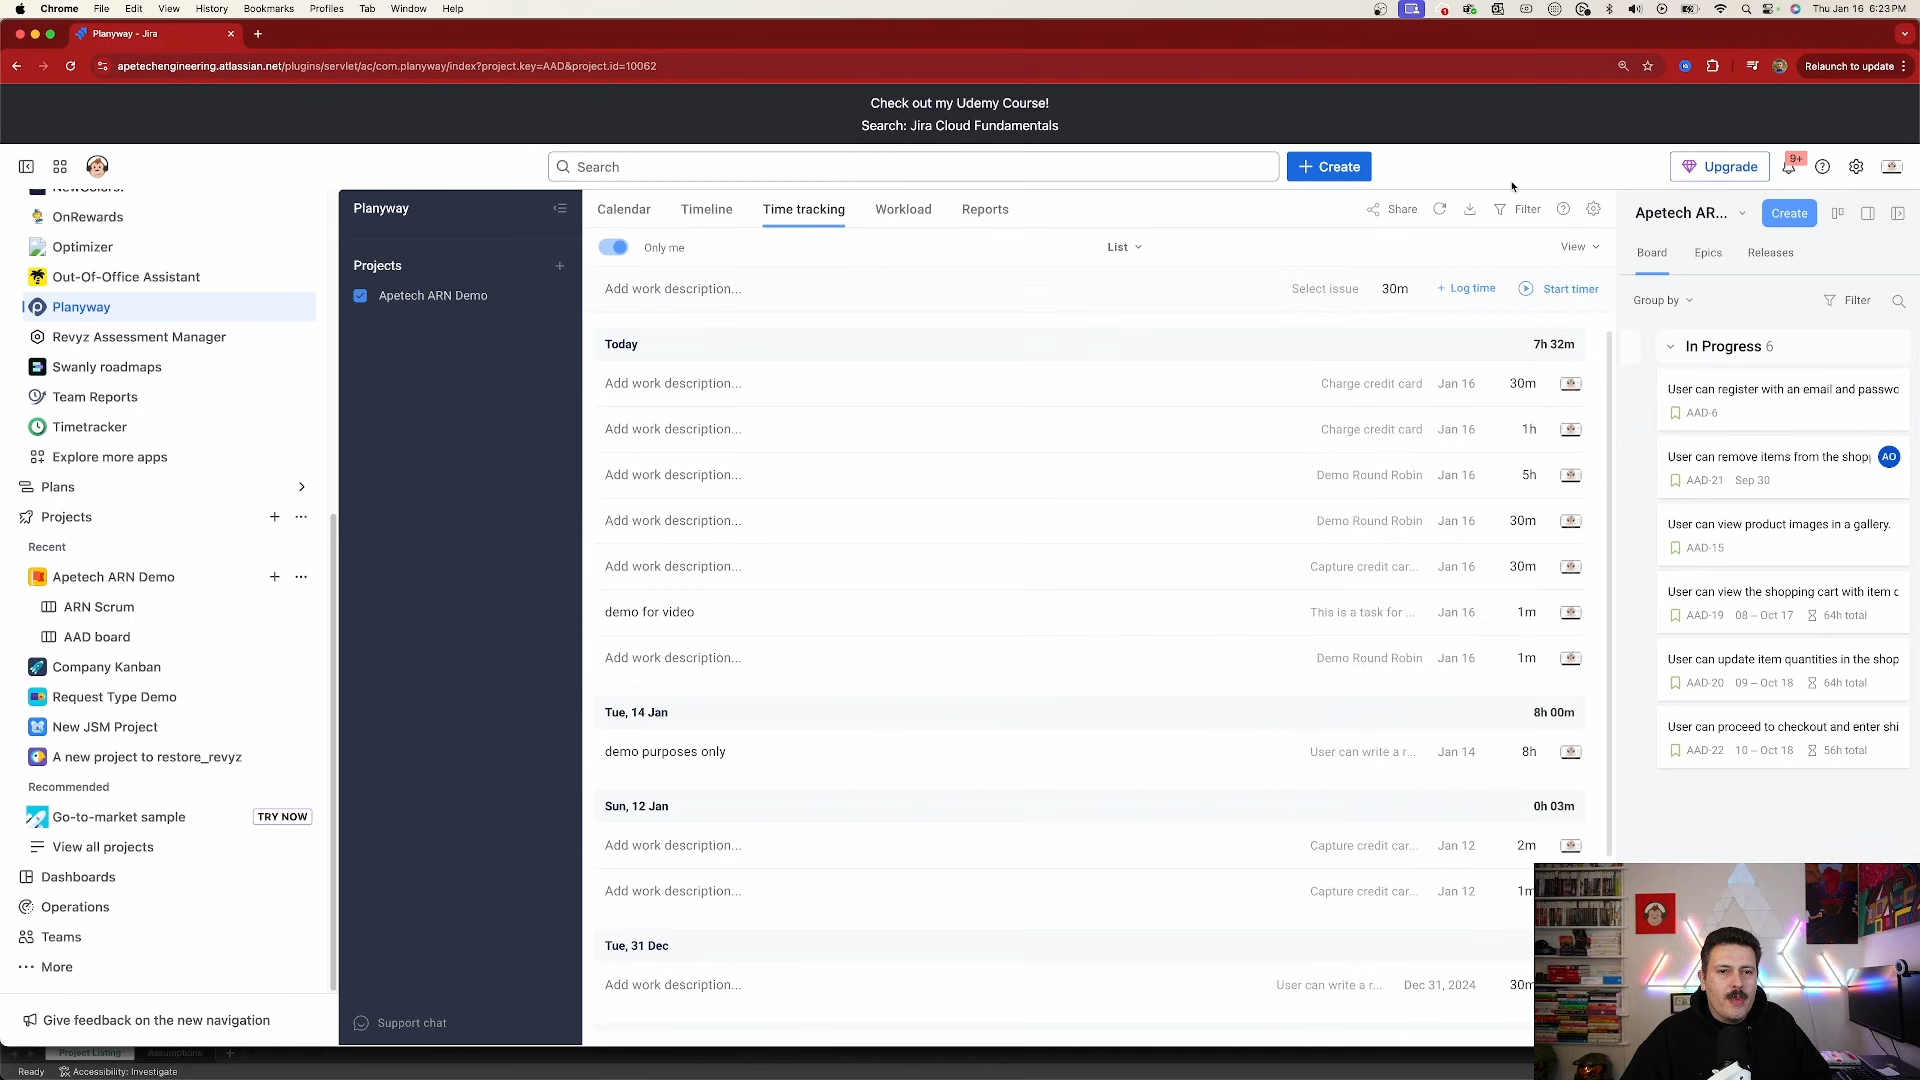 Chrome File Edit View History Bookmarks Profiles Tab Window Help
Thu Jan 16 6:23 PM
Planyway - Jira
apetechengineering.atlassian.net/plugins/servlet/ac/com.planyway/index?project.key=AAD&project.id=10062
Relaunch to update
Check out my Udemy Course!
Search: Jira Cloud Fundamentals
Search
Create
Upgrade
9+
OnRewards
Optimizer
Out-Of-Office Assistant
Planyway
Revyz Assessment Manager
Swanly roadmaps
Team Reports
Timetracker
Explore more apps
Plans
Projects
Recent
Apetech ARN Demo
ARN Scrum
AAD board
Company Kanban
Request Type Demo
New JSM Project
A new project to restore_revyz
Recommended
Go-to-market sample TRY NOW
View all projects
Dashboards
Operations
Teams
More
Give feedback on the new navigation
Planyway
Projects
Apetech ARN Demo
Support chat
Calendar Timeline Time tracking Workload Reports
Share Filter
Only me List View
Add work description... Select issue 30m + Log time Start timer
Today 7h 32m
Add work description... Charge credit card Jan 16 30m
Add work description... Charge credit card Jan 16 1h
Add work description... Demo Round Robin Jan 16 5h
Add work description... Demo Round Robin Jan 16 30m
Add work description... Capture credit car... Jan 16 30m
demo for video This is a task for ... Jan 16 1m
Add work description... Demo Round Robin Jan 16 1m
Tue, 14 Jan 8h 00m
demo purposes only User can write a r... Jan 14 8h
Sun, 12 Jan 0h 03m
Add work description... Capture credit car... Jan 12 2m
Add work description... Capture credit car... Jan 12 1m
Tue, 31 Dec
Add work description... User can write a r... Dec 31, 2024 30m
Apetech AR... Create
Board Epics Releases
Group by Filter
In Progress 6
User can register with an email and passwo
AAD-6
User can remove items from the shop AO
AAD-21 Sep 30
User can view product images in a gallery.
AAD-15
User can view the shopping cart with item
AAD-19 08 – Oct 17 64h total
User can update item quantities in the shop
AAD-20 09 – Oct 18 64h total
User can proceed to checkout and enter shi
AAD-22 10 – Oct 18 56h total
Project Listing Assumptions
Ready Accessibility: Investigate